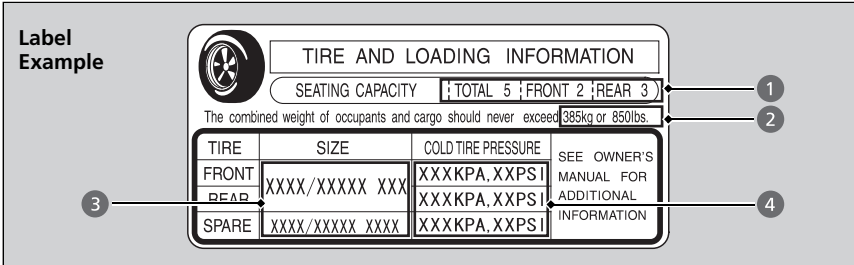 Label
Example
TIRE AND LOADING INFORMATION
SEATING CAPACITY TOTAL 5 FRONT 2 REAR 3
1
The combined weight of occupants and cargo should never exceed 385kg or 850lbs.
2
TIRE SIZE COLD TIRE PRESSURE SEE OWNER'S MANUAL FOR ADDITIONAL INFORMATION
FRONT XXXX/XXXXX XXX XXXKPA,XXPSI
REAR XXXKPA,XXPSI
3
4
SPARE XXXX/XXXXX XXXX XXXKPA,XXPSI